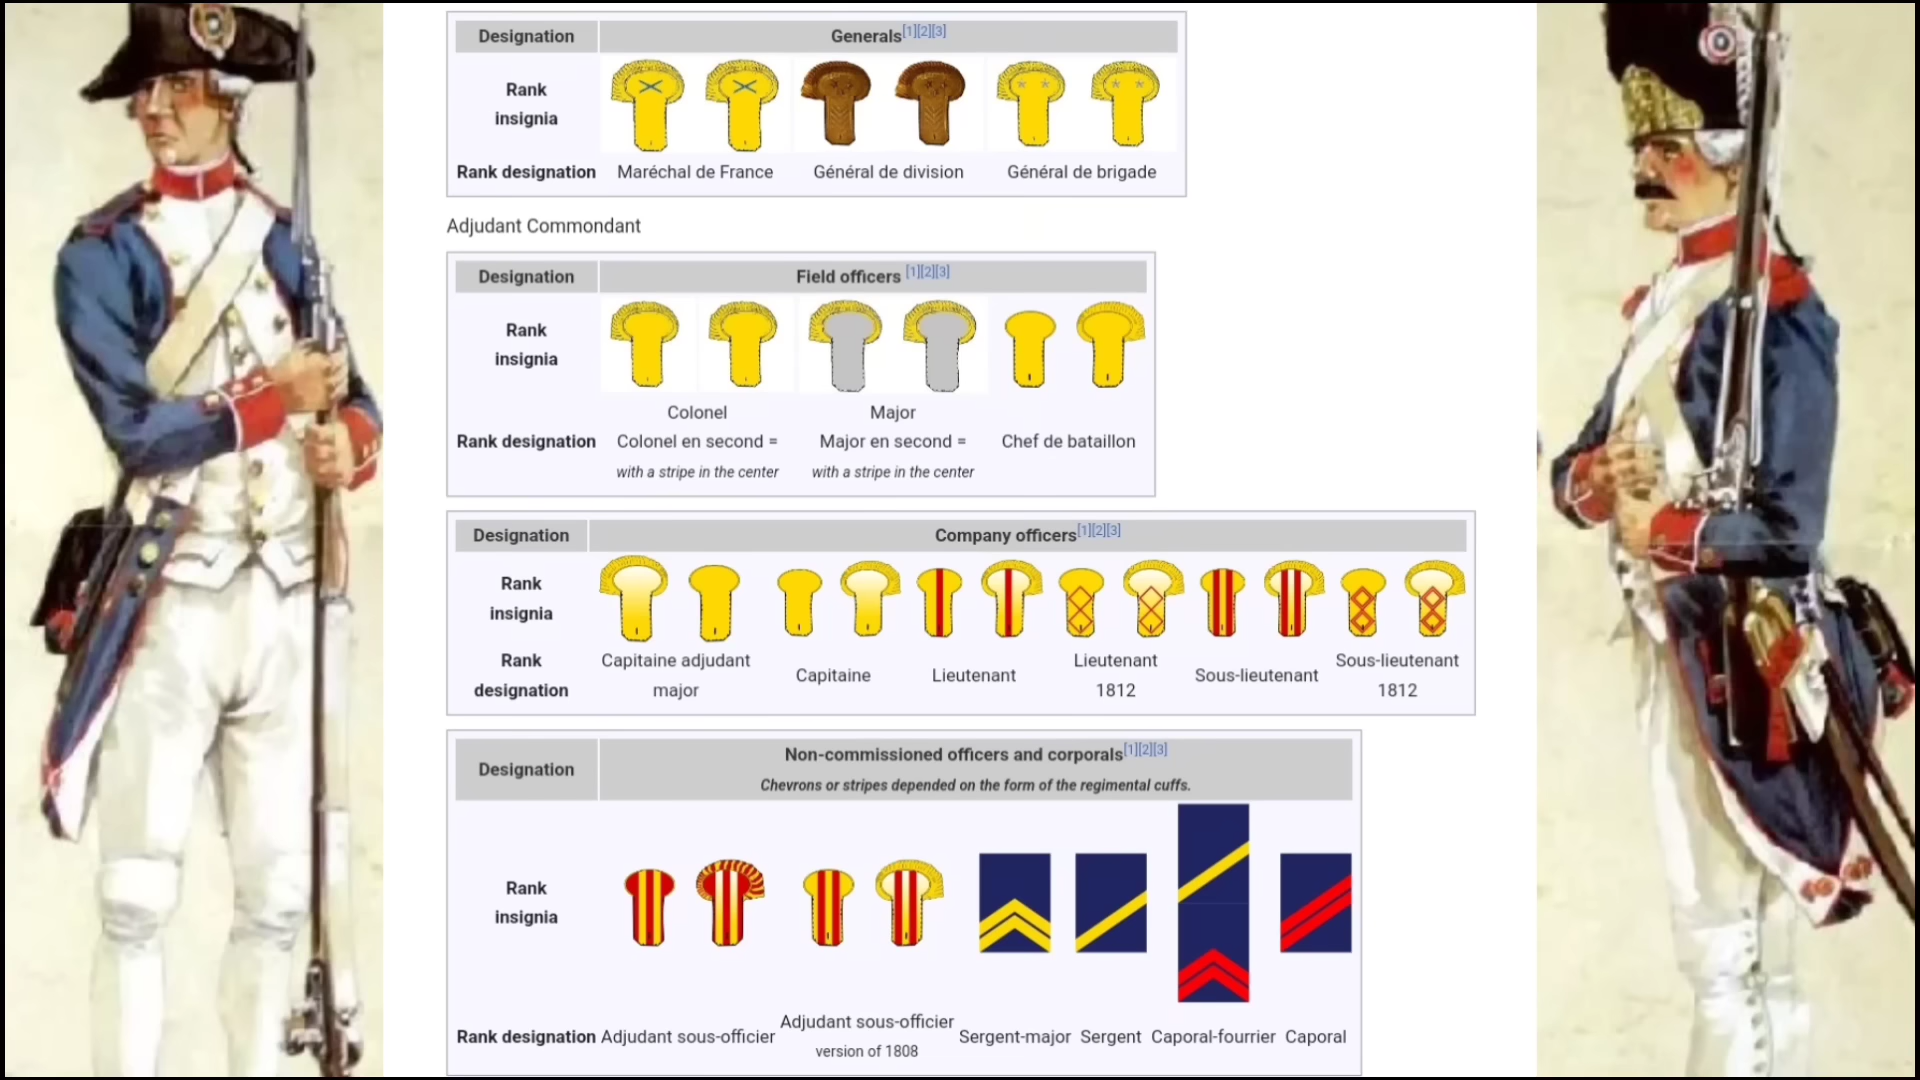 Designation Generals[1][2][3]
Rank
insignia
Rank designation Maréchal de France Général de division Général de brigade
Adjudant Commondant
Designation Field officers [1][2][3]
Rank
insignia
Colonel Major
Rank designation Colonel en second = Major en second = Chef de bataillon
with a stripe in the center with a stripe in the center
Designation Company officers[1][2][3]
Rank
insignia
Rank Capitaine adjudant Lieutenant Sous-lieutenant
Capitaine Lieutenant Sous-lieutenant
designation major 1812 1812
Non-commissioned officers and corporals[1][2][3]
Designation
Chevrons or stripes depended on the form of the regimental cuffs.
Rank
insignia
Adjudant sous-officier
Rank designation Adjudant sous-officier Sergent-major Sergent Caporal-fourrier Caporal
version of 1808